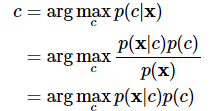 c = arg max_c p(c|𝐱)
= arg max_c p(𝐱|c)p(c) / p(𝐱)
= arg max_c p(𝐱|c)p(c)